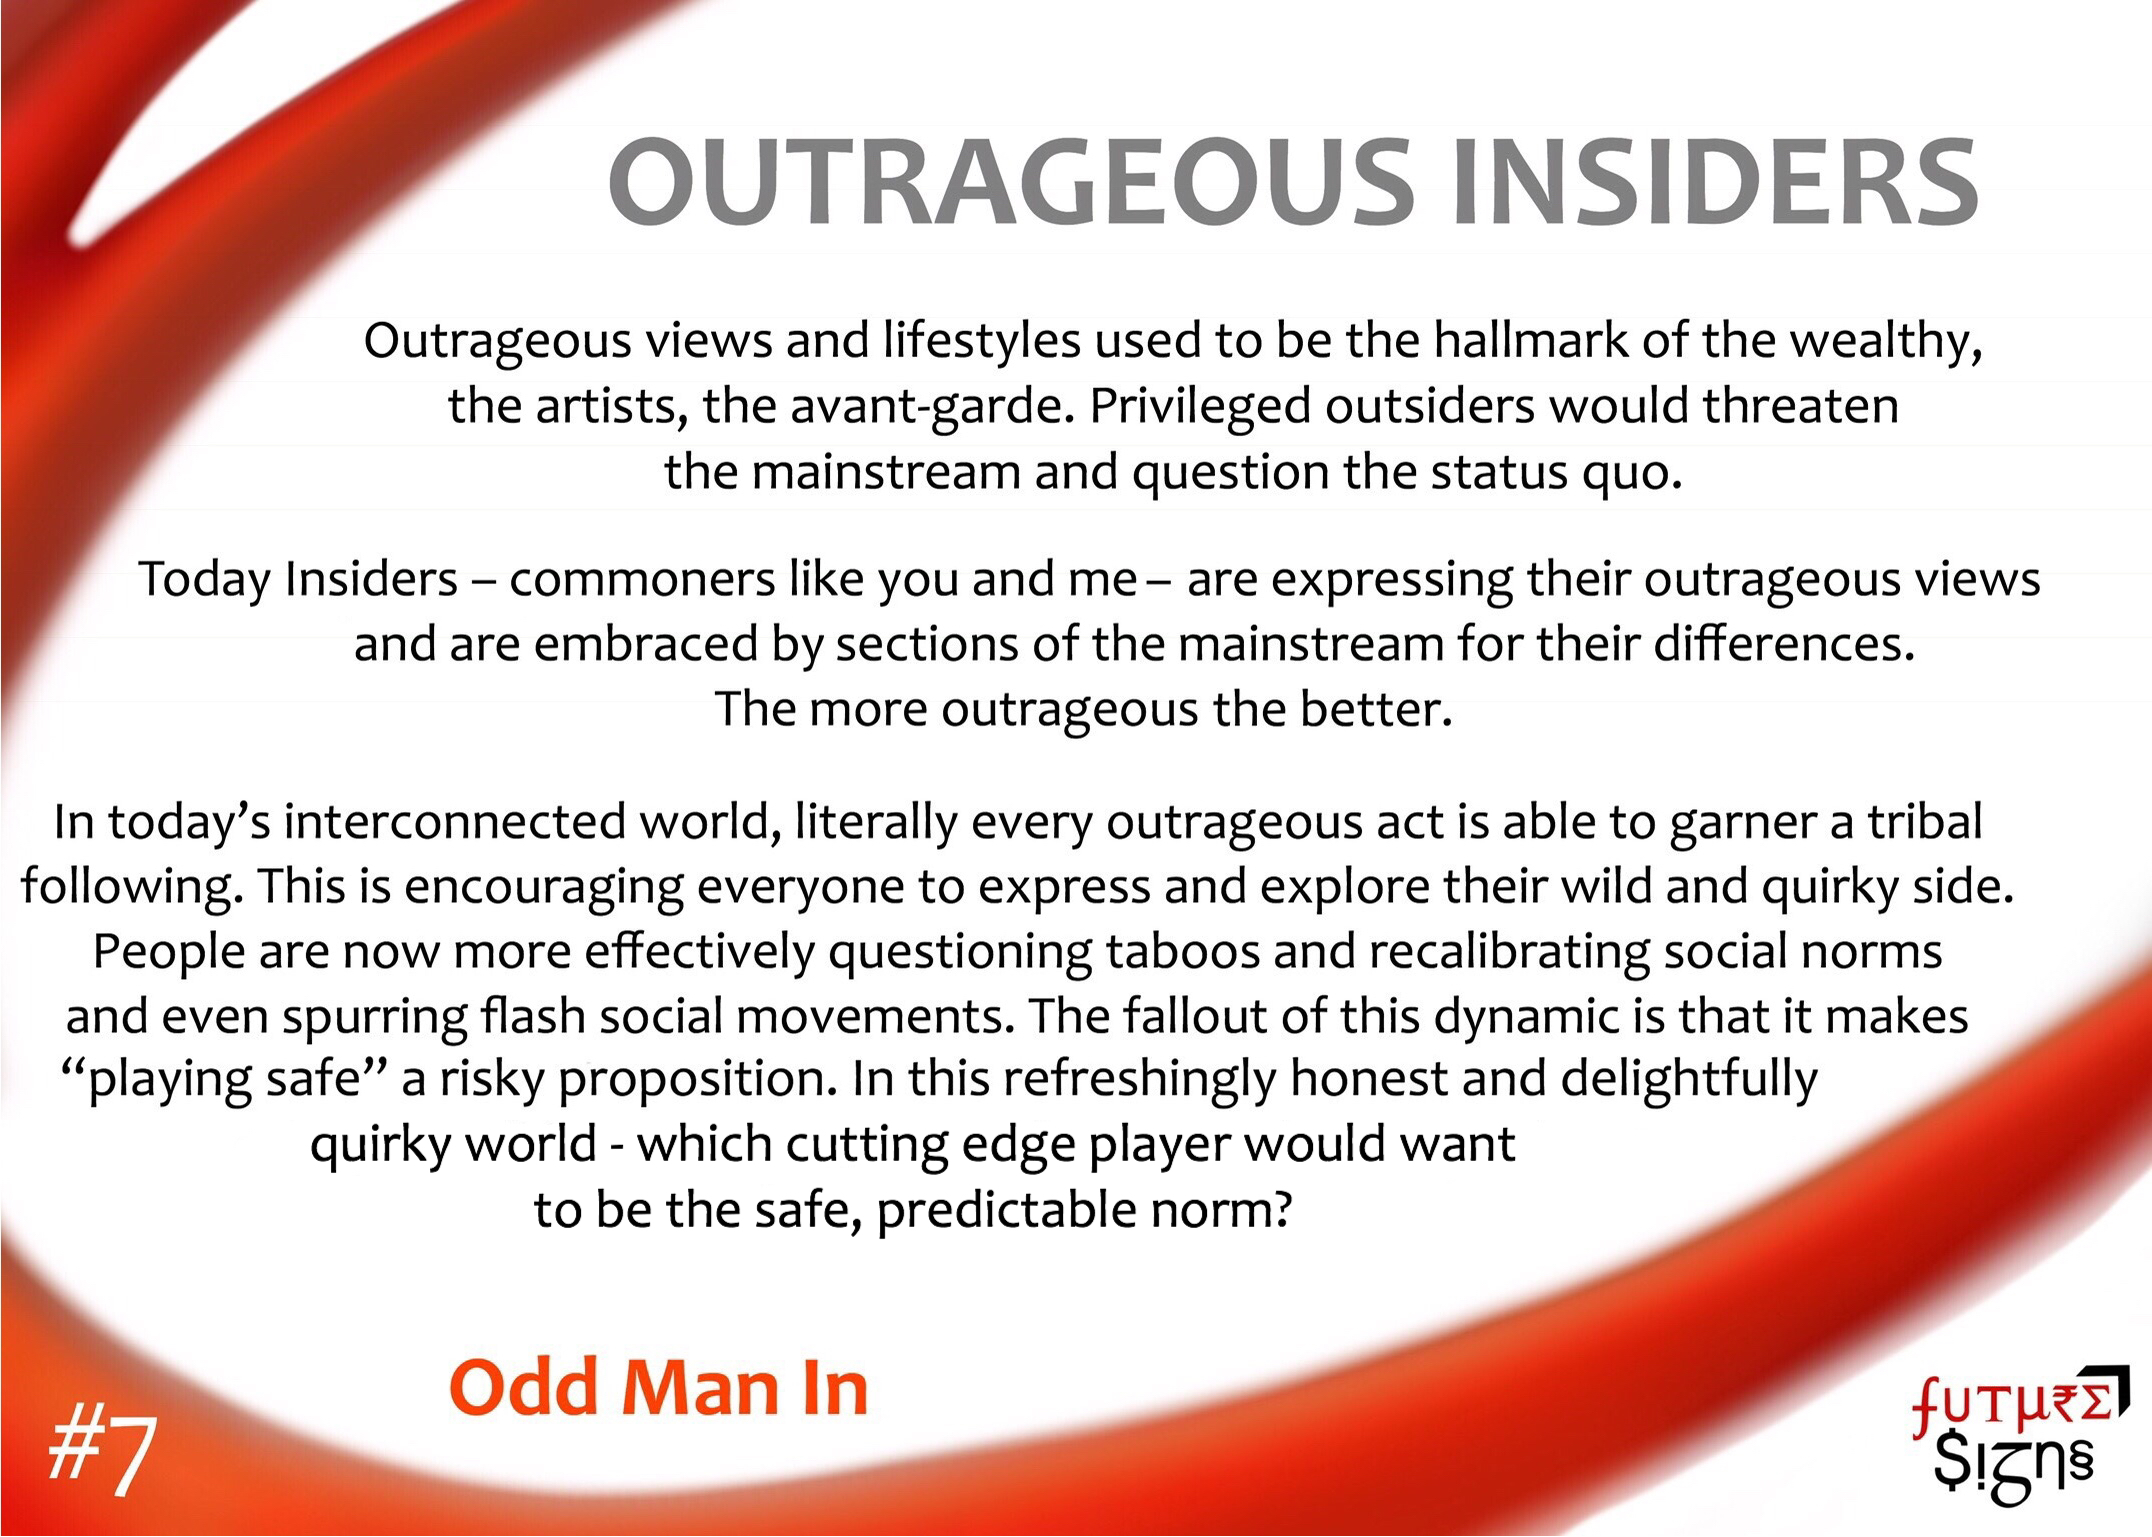 OUTRAGEOUS INSIDERS
Outrageous views and lifestyles used to be the hallmark of the wealthy,
the artists, the avant-garde. Privileged outsiders would threaten
the mainstream and question the status quo.
Today Insiders – commoners like you and me – are expressing their outrageous views
and are embraced by sections of the mainstream for their differences.
The more outrageous the better.
In today’s interconnected world, literally every outrageous act is able to garner a tribal
following. This is encouraging everyone to express and explore their wild and quirky side.
People are now more effectively questioning taboos and recalibrating social norms
and even spurring flash social movements. The fallout of this dynamic is that it makes
“playing safe” a risky proposition. In this refreshingly honest and delightfully
quirky world - which cutting edge player would want
to be the safe, predictable norm?
Odd Man In
#7
ƒUTµ₹Σ
$iʒη§